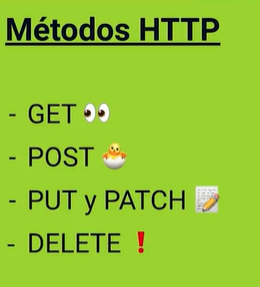 Métodos HTTP
- GET 👀
- POST 🐣
- PUT y PATCH 📝
- DELETE ❗